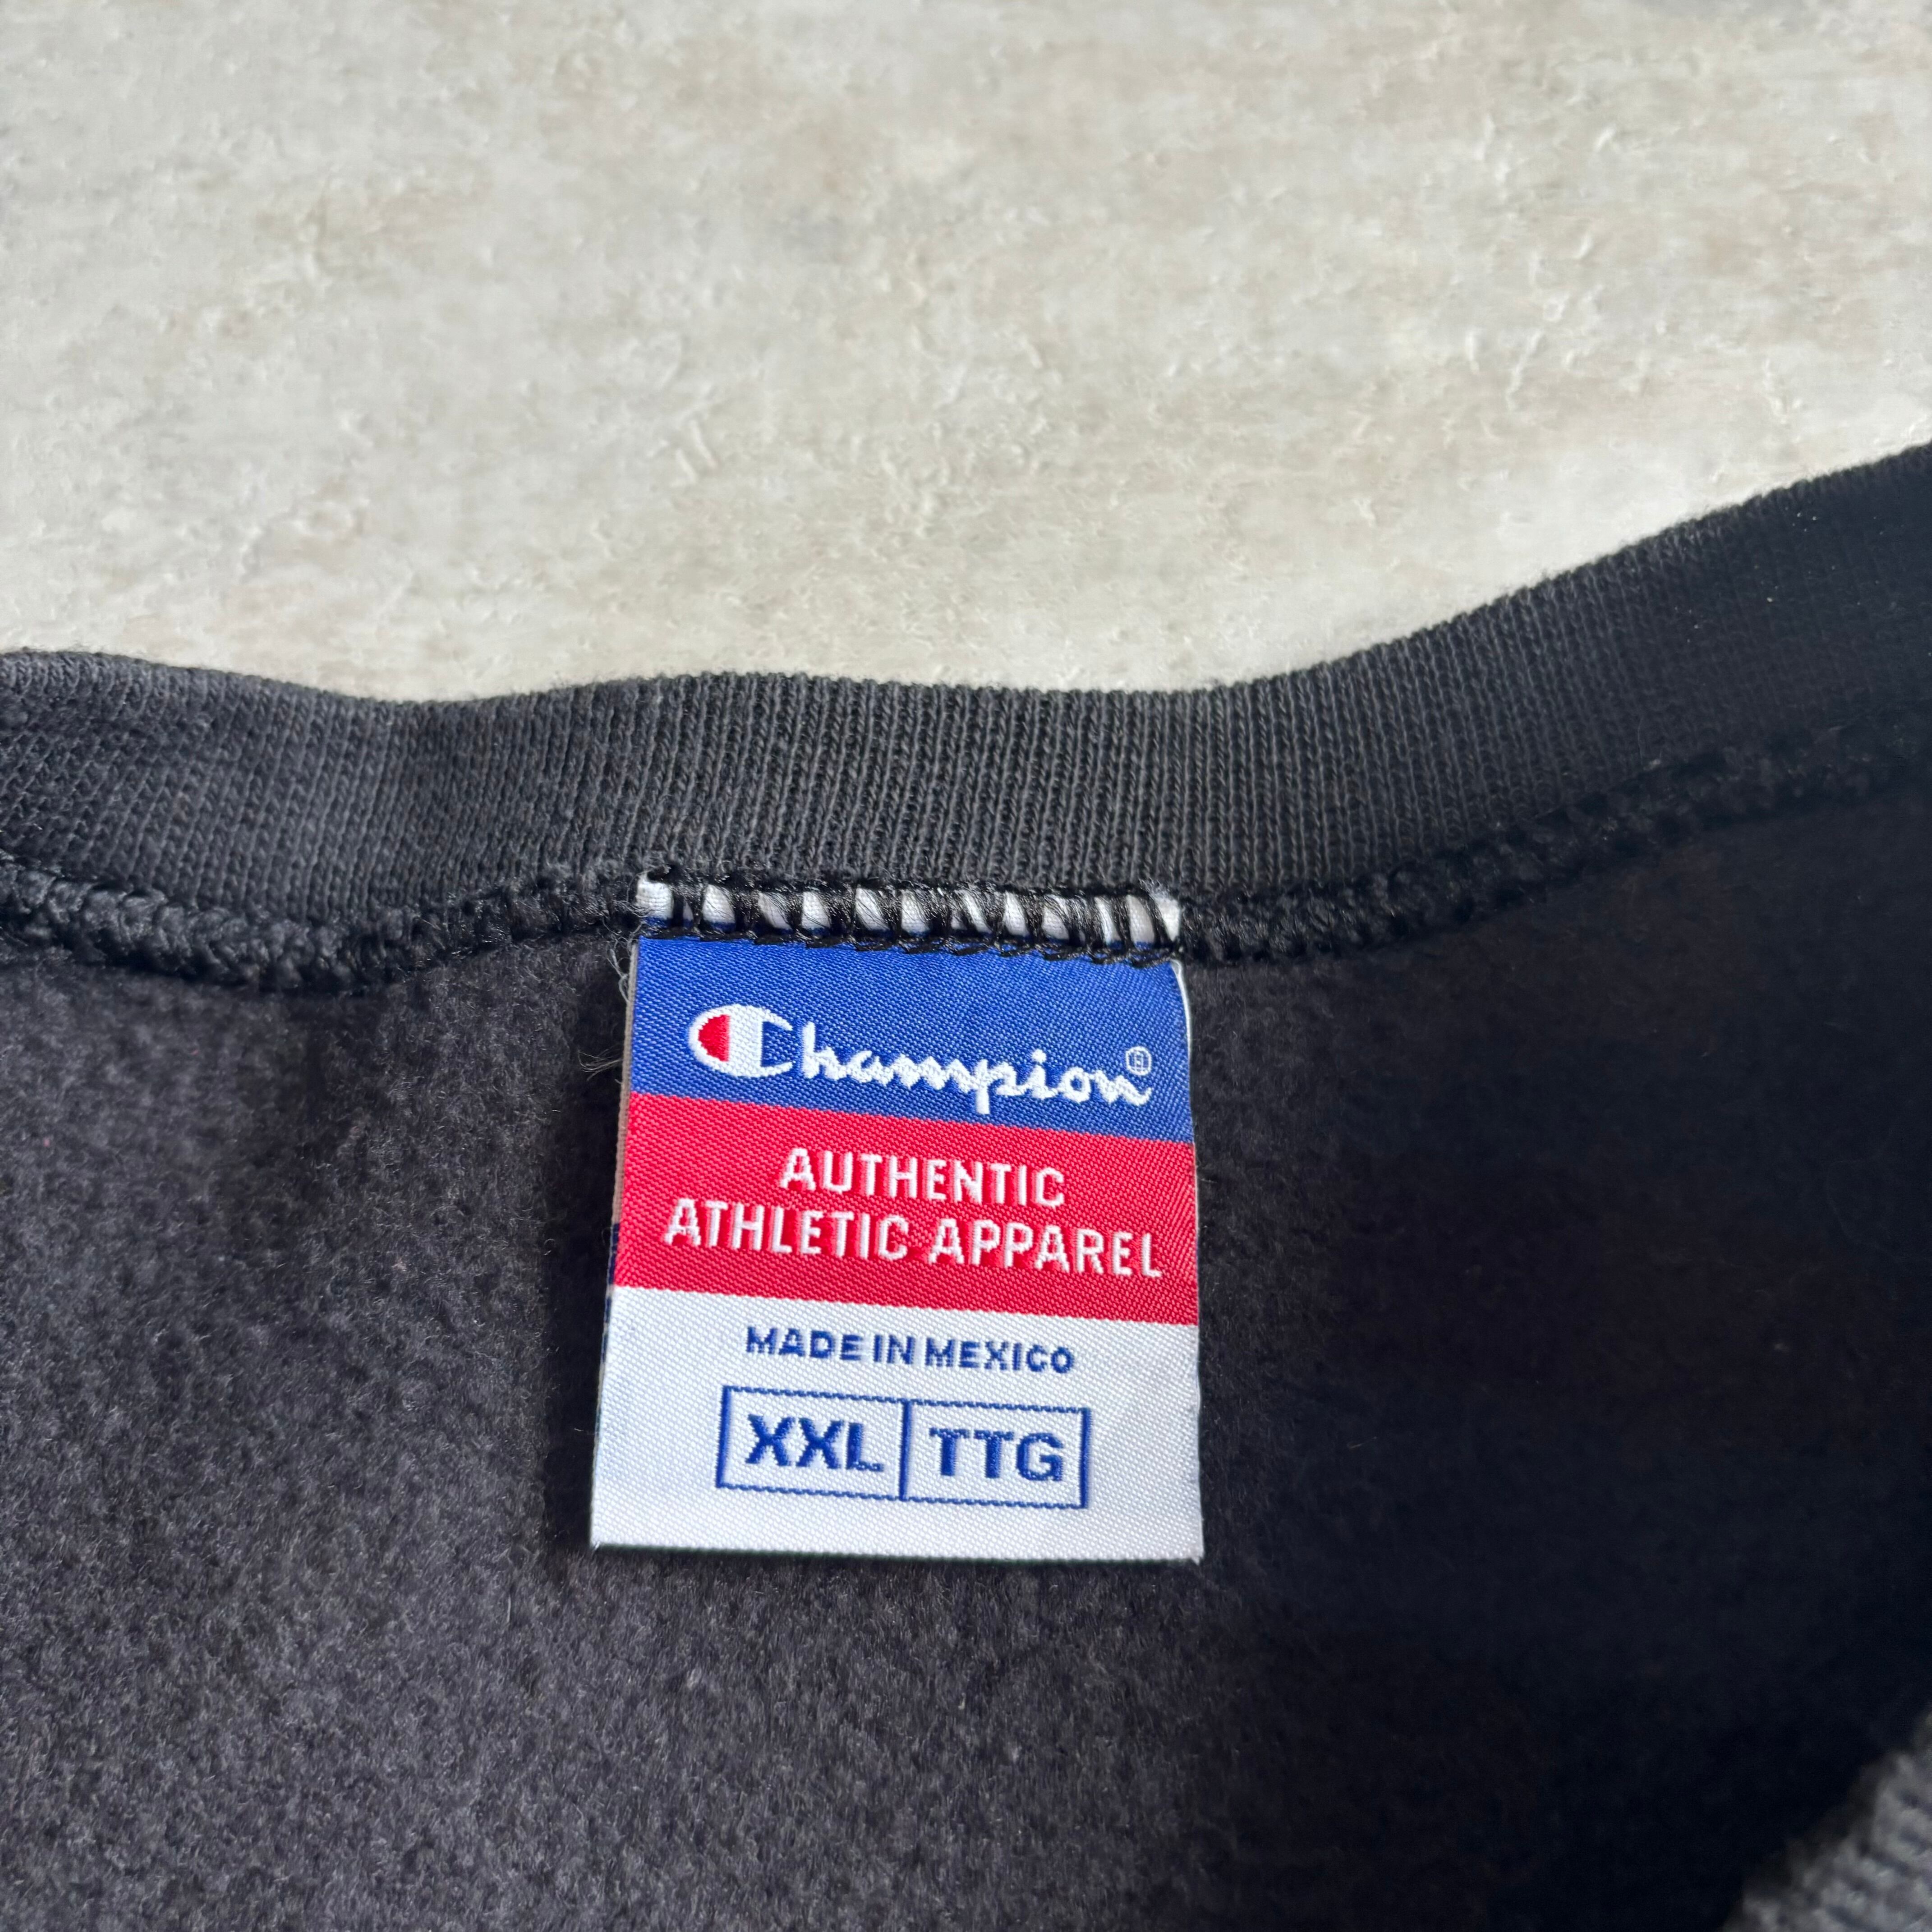 Champion®
AUTHENTIC
ATHLETIC APPAREL
MADE IN MEXICO
XXL TTG